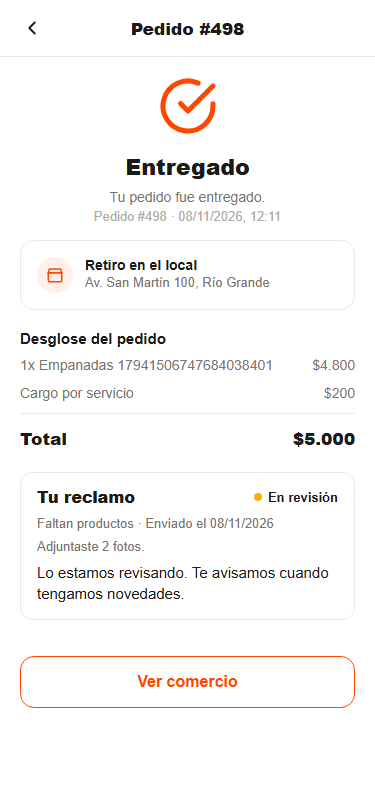 Pedido #498
Entregado
Tu pedido fue entregado.
Pedido #498 · 08/11/2026, 12:11
Retiro en el local
Av. San Martín 100, Río Grande
Desglose del pedido
1x Empanadas 17941506747684038401 $4.800
Cargo por servicio $200
Total $5.000
Tu reclamo En revisión
Faltan productos · Enviado el 08/11/2026
Adjuntaste 2 fotos.
Lo estamos revisando. Te avisamos cuando
tengamos novedades.
Ver comercio